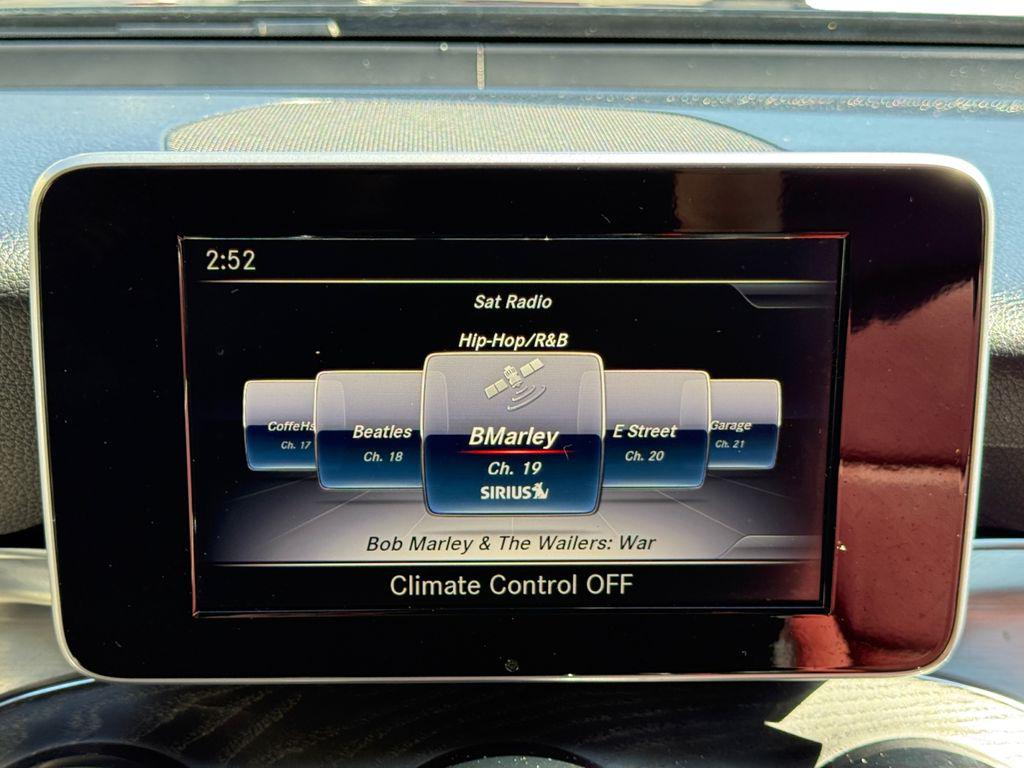 2:52
Sat Radio
Hip-Hop/R&B
CoffeHs
Ch. 17
Beatles
Ch. 18
BMarley
Ch. 19
SIRIUS
E Street
Ch. 20
Garage
Ch. 21
Bob Marley & The Wailers: War
Climate Control OFF